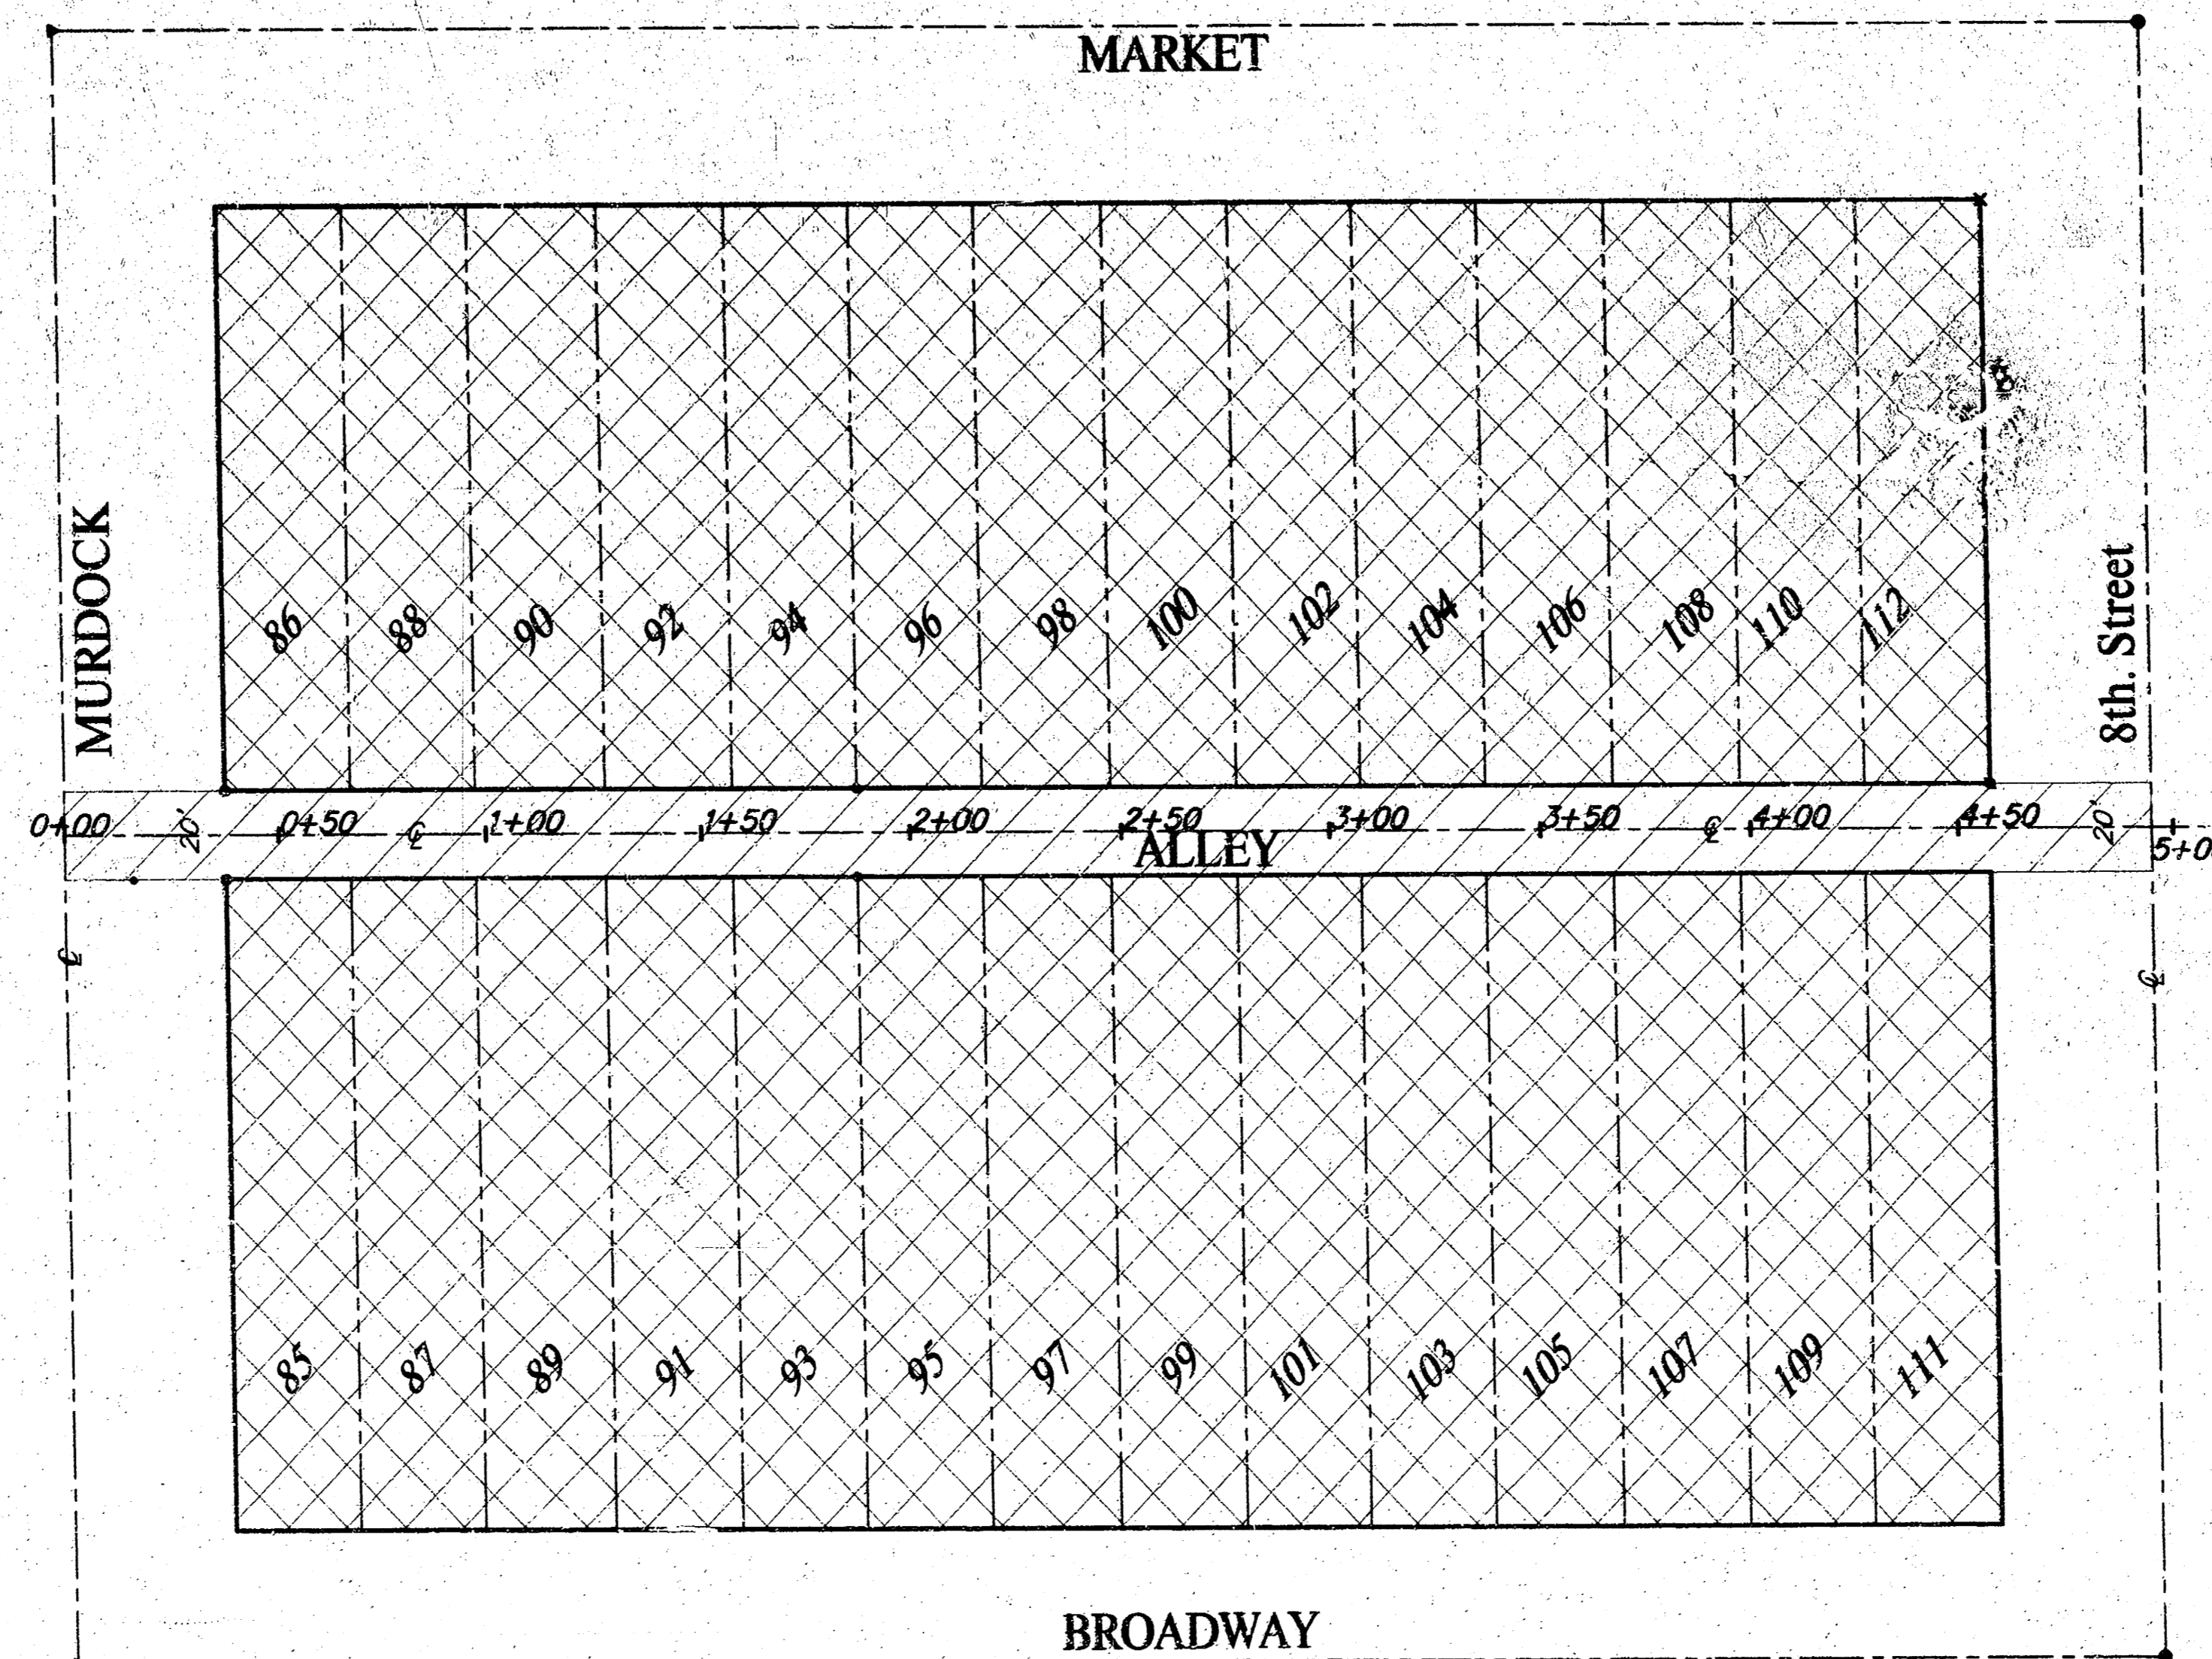 MARKET
MURDOCK
8th. Street
86 88 90 92 94 96 98 100 102 104 106 108 110 112
0+00 20' 0+50 ℄ 1+00 1+50 2+00 2+50 3+00 3+50 ℄ 4+00 4+50 20' 5+0
ALLEY
℄
℄
85 87 89 91 93 95 97 99 101 103 105 107 109 111
BROADWAY